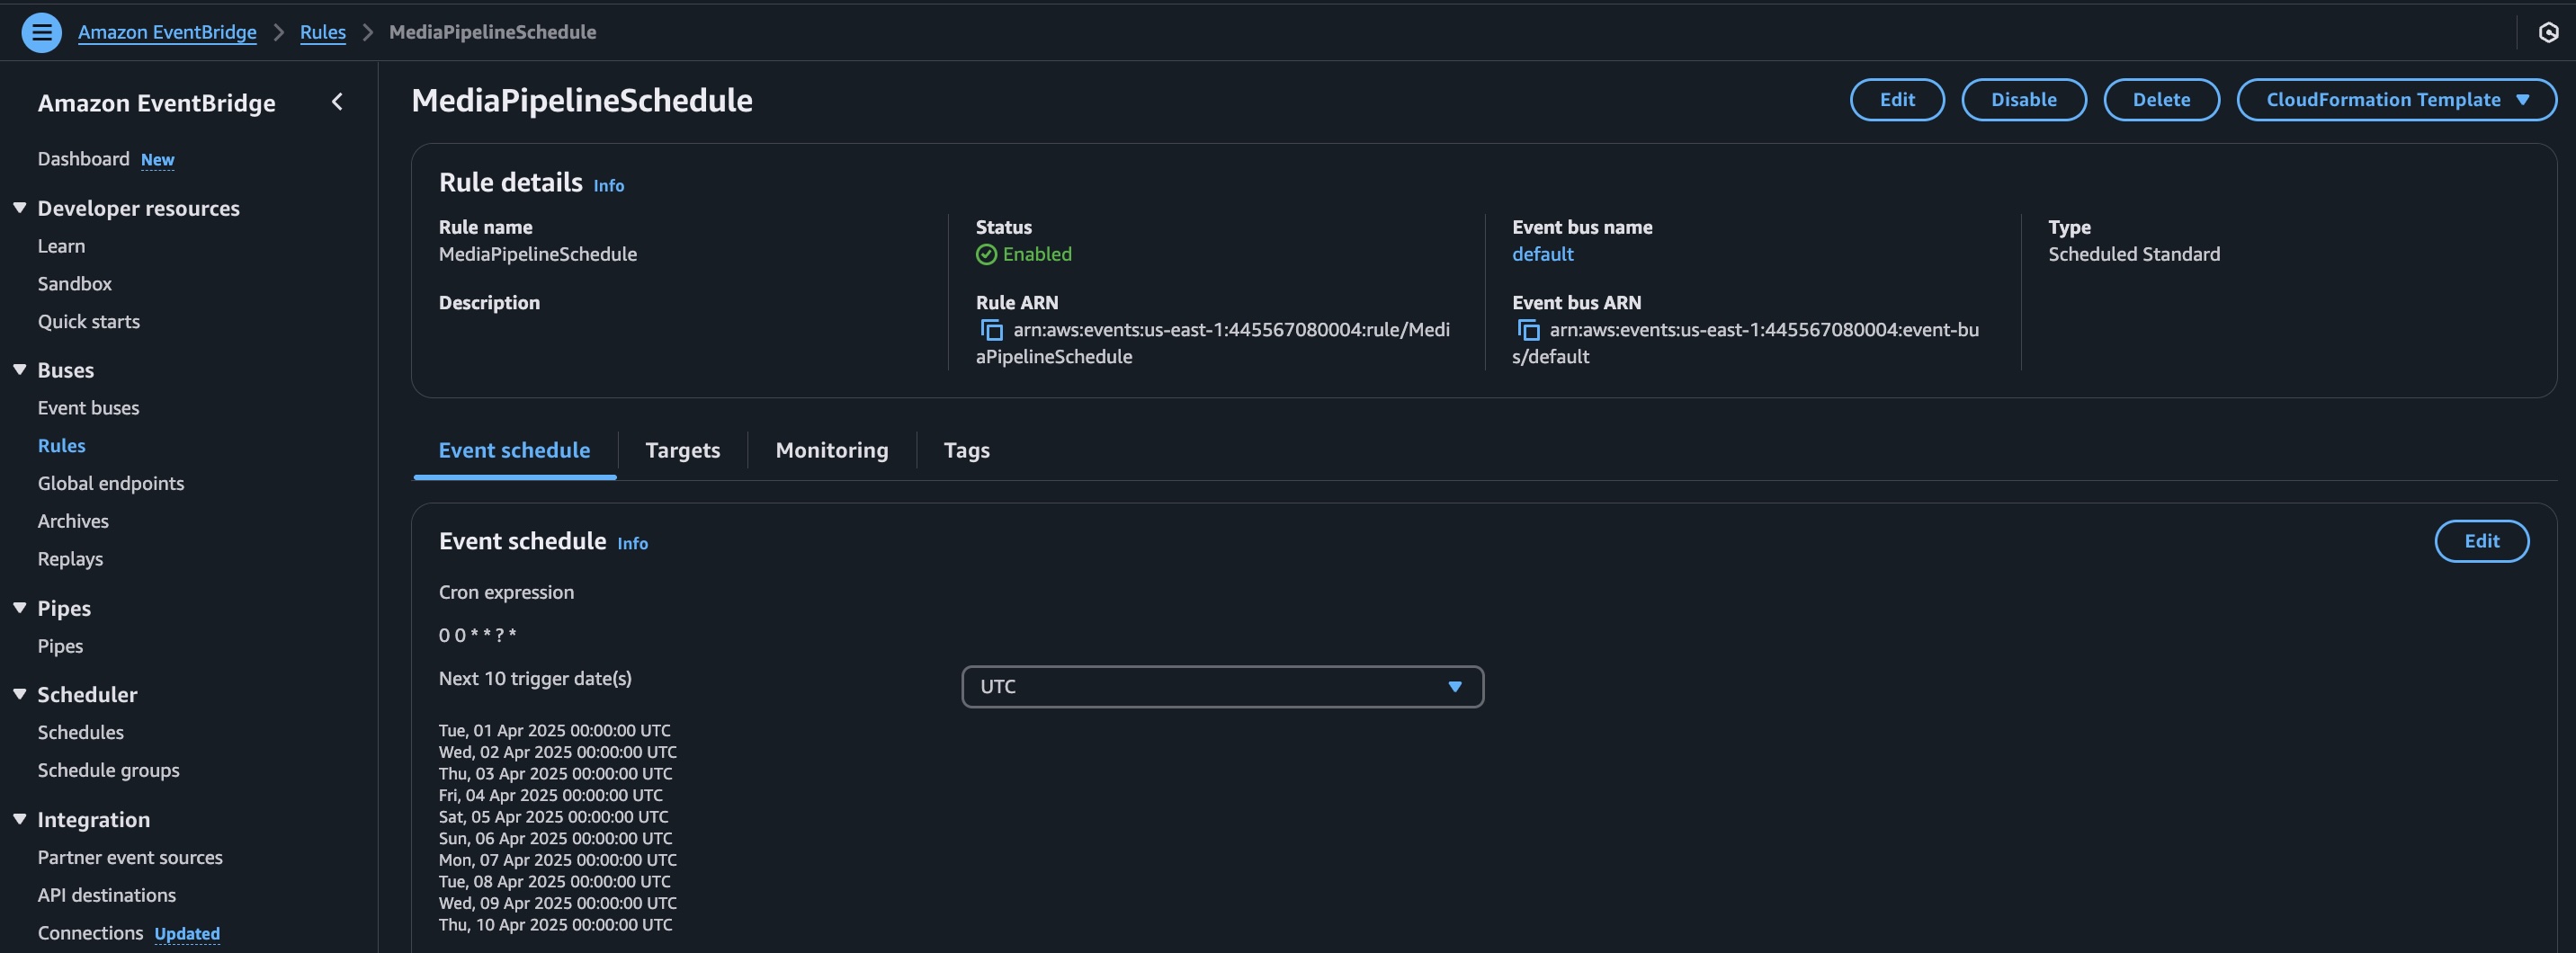 Amazon EventBridge > Rules > MediaPipelineSchedule
Amazon EventBridge
Dashboard New
Developer resources
Learn
Sandbox
Quick starts
Buses
Event buses
Rules
Global endpoints
Archives
Replays
Pipes
Pipes
Scheduler
Schedules
Schedule groups
Integration
Partner event sources
API destinations
Connections Updated
MediaPipelineSchedule
Edit
Disable
Delete
CloudFormation Template
Rule details Info
Rule name
MediaPipelineSchedule
Description
Status
Enabled
Rule ARN
arn:aws:events:us-east-1:445567080004:rule/Medi
aPipelineSchedule
Event bus name
default
Event bus ARN
arn:aws:events:us-east-1:445567080004:event-bu
s/default
Type
Scheduled Standard
Event schedule
Targets
Monitoring
Tags
Event schedule Info
Edit
Cron expression
0 0 * * ? *
Next 10 trigger date(s)
UTC
Tue, 01 Apr 2025 00:00:00 UTC
Wed, 02 Apr 2025 00:00:00 UTC
Thu, 03 Apr 2025 00:00:00 UTC
Fri, 04 Apr 2025 00:00:00 UTC
Sat, 05 Apr 2025 00:00:00 UTC
Sun, 06 Apr 2025 00:00:00 UTC
Mon, 07 Apr 2025 00:00:00 UTC
Tue, 08 Apr 2025 00:00:00 UTC
Wed, 09 Apr 2025 00:00:00 UTC
Thu, 10 Apr 2025 00:00:00 UTC